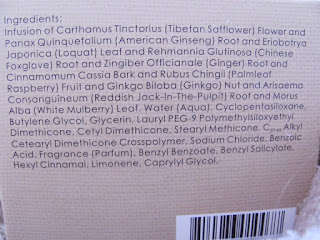 Ingredients:
Infusion of Carthamus Tinctorius (Tibetan Safflower) Flower and
Panax Quinquefolium (American Ginseng) Root and Eriobotrya
Japonica (Loquat) Leaf and Rehmannia Glutinosa (Chinese
Foxglove) Root and Zingiber Officianale (Ginger) Root and
Cinnamomum Cassia Bark and Rubus Chingii (Palmleaf
Raspberry) Fruit and Ginkgo Biloba (Ginkgo) Nut and Arisaema
Consanguineum (Reddish Jack-In-The-Pulpit) Root and Morus
Alba (White Mulberry) Leaf, Water (Aqua), Cyclopentasiloxane,
Butylene Glycol, Glycerin, Lauryl PEG-9 Polymethylsiloxyethyl
Dimethicone, Cetyl Dimethicone, Stearyl Methicone, Alkyl
Cetearyl Dimethicone Crosspolymer, Sodium Chloride, Benzoic
Acid, Fragrance (Parfum), Benzyl Benzoate, Benzyl Salicylate,
Hexyl Cinnamal, Limonene, Caprylyl Glycol.